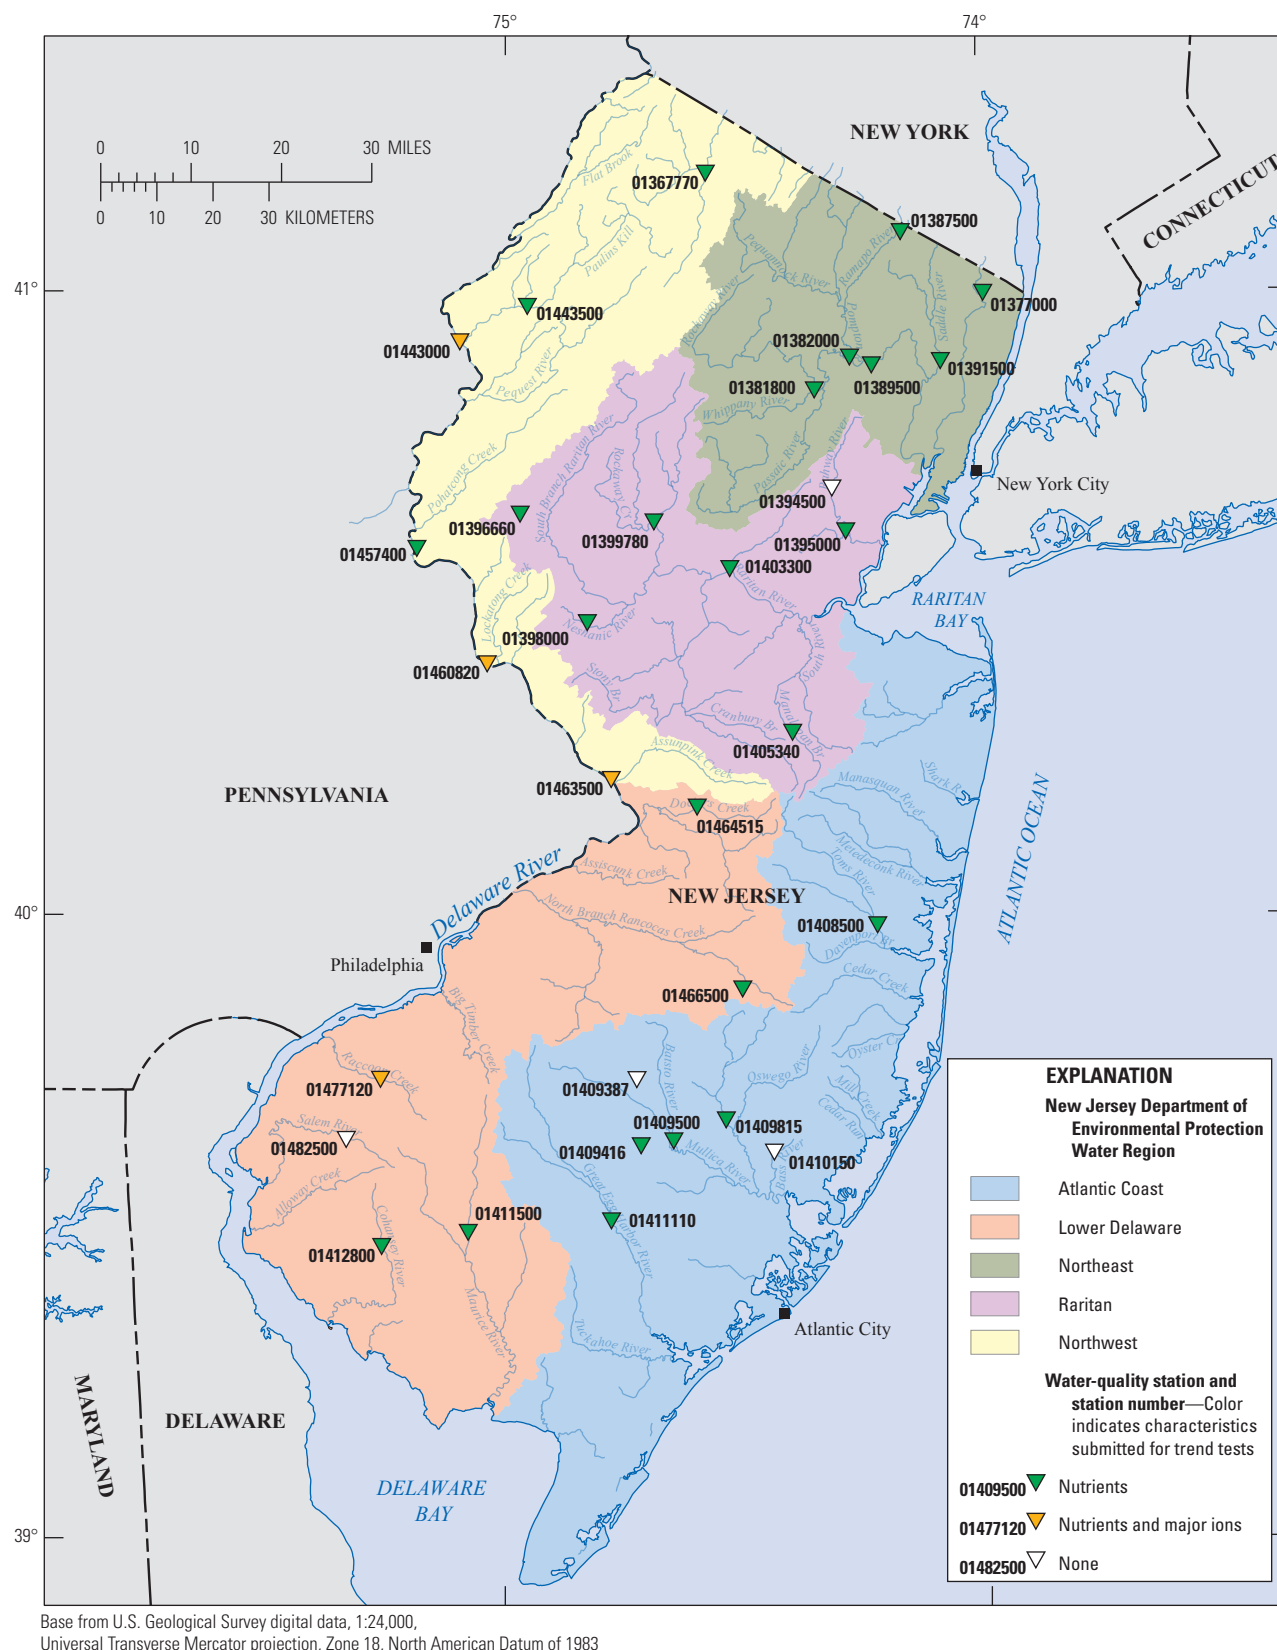 75°
74°
NEW YORK
0 10 20 30 MILES
0 10 20 30 KILOMETERS
CONNECTICUT
Flat Brook
01367770
01387500
Paulins Kill
Pequannock River
Ramapo River
41°
01443500
Rockaway River
Pompton
Saddle River
01377000
01443000
01382000
01391500
Pequest River
01381800
01389500
Whippany River
Pohatcong Creek
South Branch Raritan River
Rockaway Cr
Passaic River
Rahway River
New York City
01394500
01396660
01399780
01395000
01457400
01403300
Lockatong Creek
Raritan River
RARITAN
BAY
01398000
Neshanic River
South River
01460820
Stony Br
Cranbury Br
Manalapan Br
01405340
Assunpink Creek
01463500
Shark R
Manasquan River
PENNSYLVANIA
Doctors Creek
01464515
ATLANTIC OCEAN
Metedeconk River
Toms River
Delaware River
Assiscunk Creek
NEW JERSEY
40°
North Branch Rancocas Creek
01408500
Davenport Br
Philadelphia
Cedar Creek
01466500
Big Timber Creek
Oyster Cr
Raccoon Creek
01477120
01409387
Batsto River
Oswego River
Mill Creek
Cedar Run
Salem River
01482500
01409500
01409815
01409416
Mullica River
Bass River
01410150
Alloway Creek
Great Egg Harbor River
Cohansey River
01411500
01411110
01412800
Maurice River
Tuckahoe River
Atlantic City
MARYLAND
DELAWARE
DELAWARE
BAY
39°
EXPLANATION
New Jersey Department of
Environmental Protection
Water Region
Atlantic Coast
Lower Delaware
Northeast
Raritan
Northwest
Water-quality station and
station number—Color
indicates characteristics
submitted for trend tests
01409500 Nutrients
01477120 Nutrients and major ions
01482500 None
Base from U.S. Geological Survey digital data, 1:24,000,
Universal Transverse Mercator projection, Zone 18, North American Datum of 1983